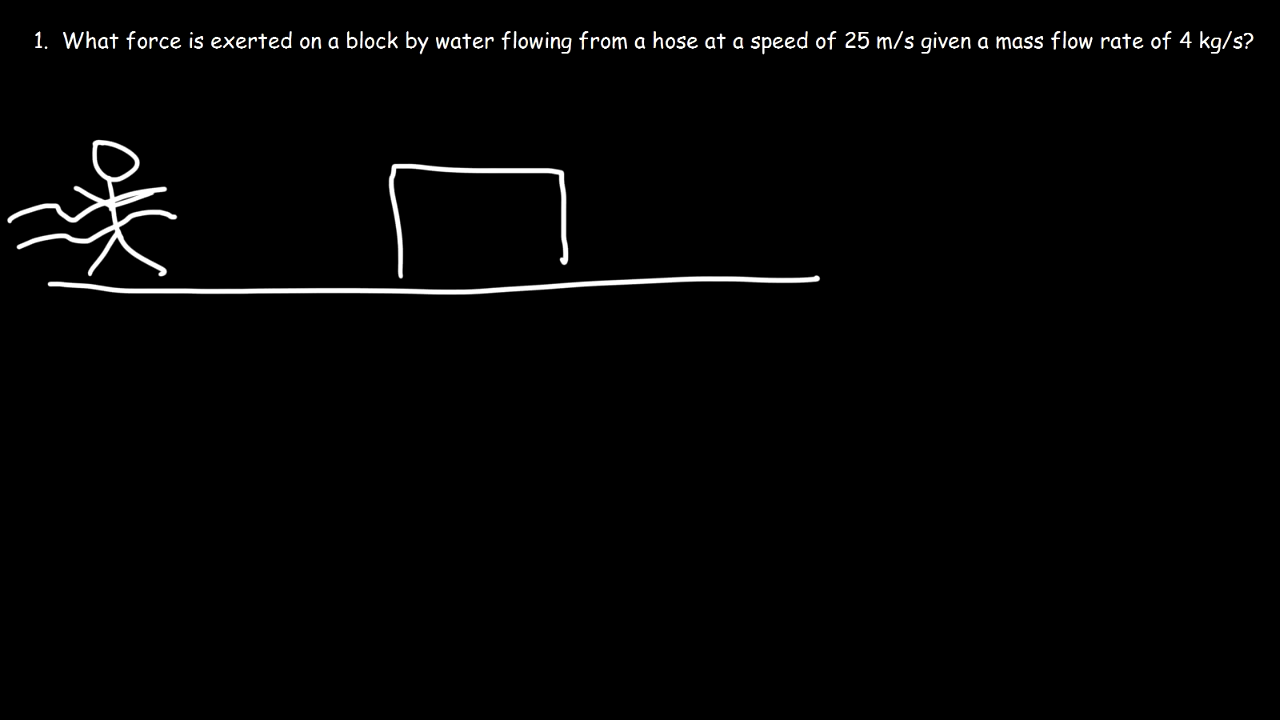 1. What force is exerted on a block by water flowing from a hose at a speed of 25 m/s given a mass flow rate of 4 kg/s?